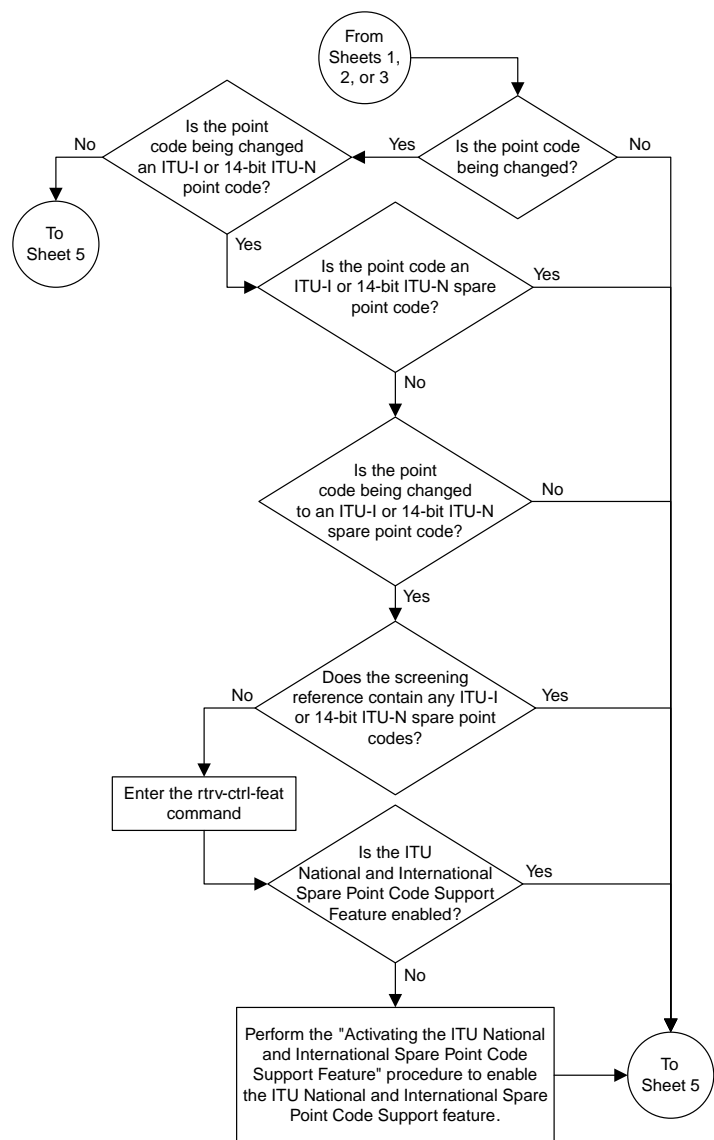 From
Sheets 1,
2, or 3
Is the point code
being changed?
Yes
No
Is the point
code being changed
an ITU-I or 14-bit ITU-N
point code?
No
To
Sheet 5
Yes
Is the point code an
ITU-I or 14-bit ITU-N spare
point code?
Yes
No
Is the point
code being changed
to an ITU-I or 14-bit ITU-N
spare point code?
No
Yes
Does the screening
reference contain any ITU-I
or 14-bit ITU-N spare point
codes?
No
Yes
Enter the rtrv-ctrl-feat
command
Is the ITU
National and International
Spare Point Code Support
Feature enabled?
Yes
No
Perform the "Activating the ITU National
and International Spare Point Code
Support Feature" procedure to enable
the ITU National and International Spare
Point Code Support feature.
To
Sheet 5